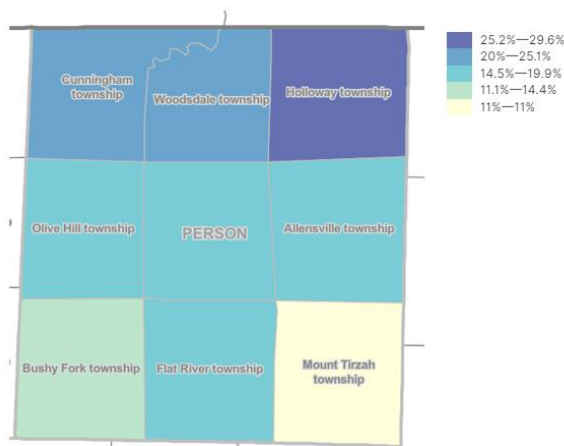 Cunningham
township
Woodsdale township
Holloway township
Olive Hill township
PERSON
Allensville township
Bushy Fork township
Flat River township
Mount Tirzah
township
25.2%—29.6%
20%—25.1%
14.5%—19.9%
11.1%—14.4%
11%—11%